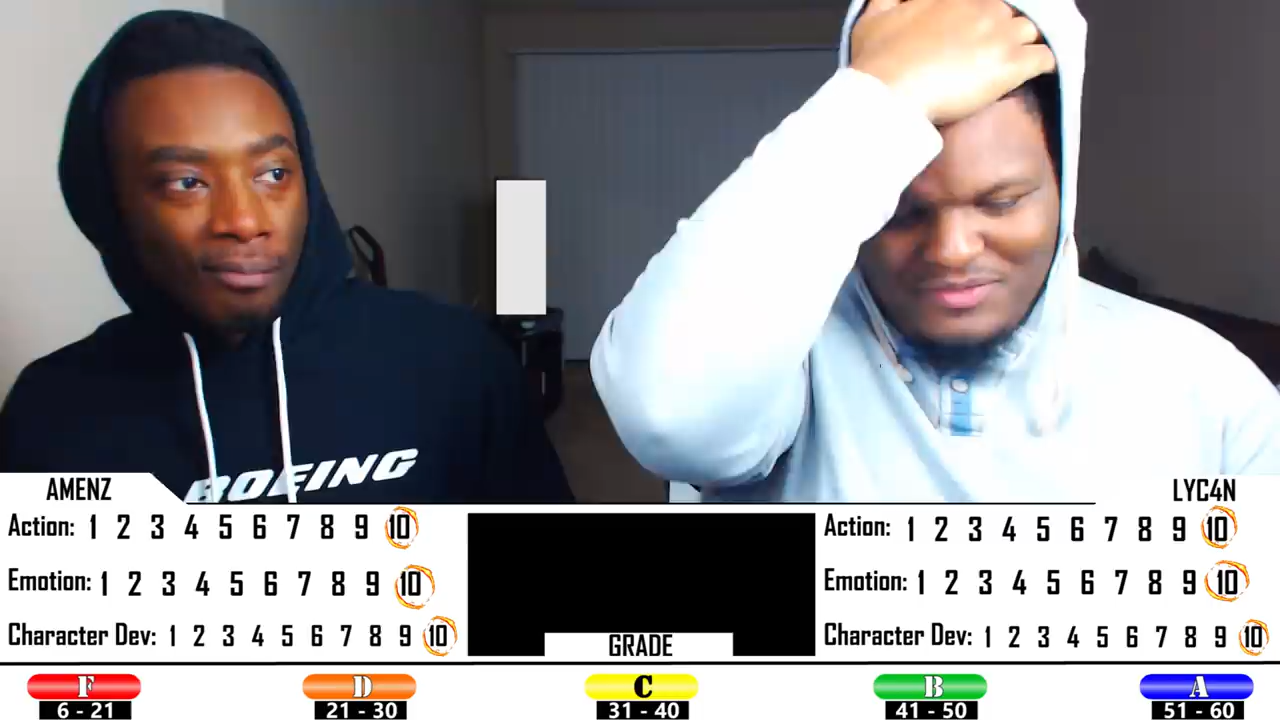 BOEING
AMENZ
Action: 1 2 3 4 5 6 7 8 9 10
Emotion: 1 2 3 4 5 6 7 8 9 10
Character Dev: 1 2 3 4 5 6 7 8 9 10
GRADE
LYC4N
Action: 1 2 3 4 5 6 7 8 9 10
Emotion: 1 2 3 4 5 6 7 8 9 10
Character Dev: 1 2 3 4 5 6 7 8 9 10
F
6 - 21
D
21 - 30
C
31 - 40
B
41 - 50
A
51 - 60